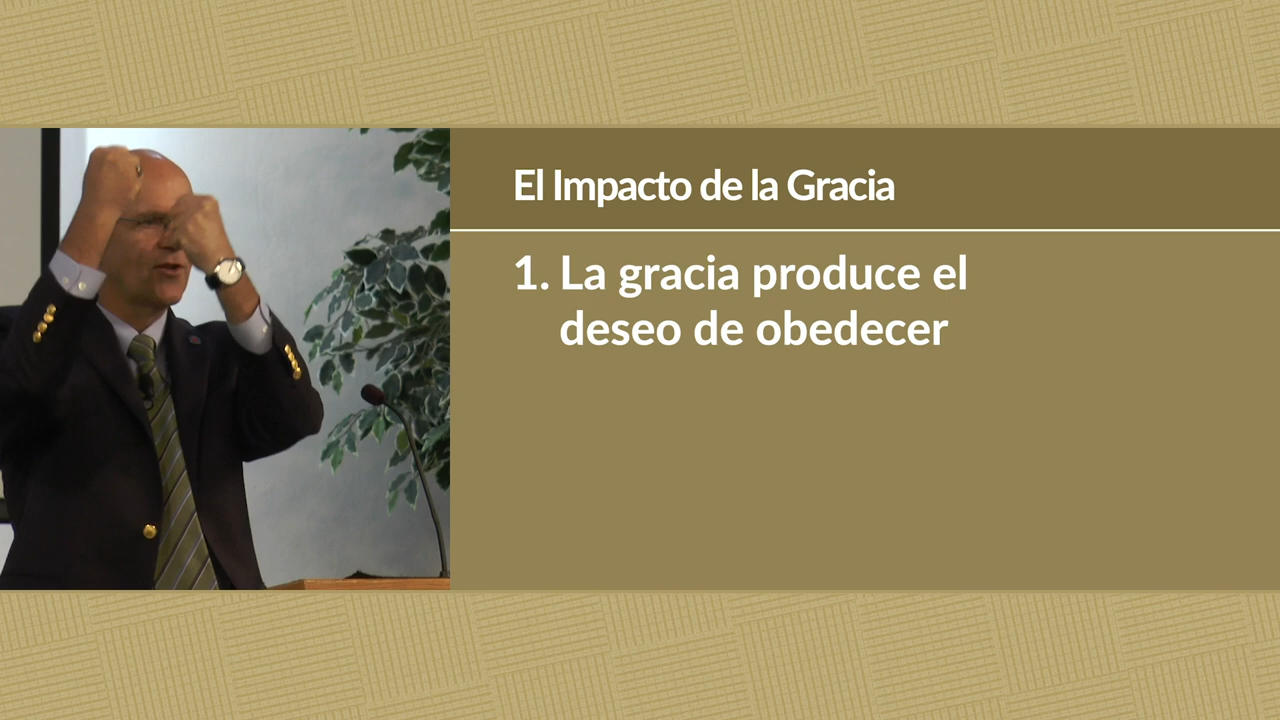 El Impacto de la Gracia
1. La gracia produce el
deseo de obedecer